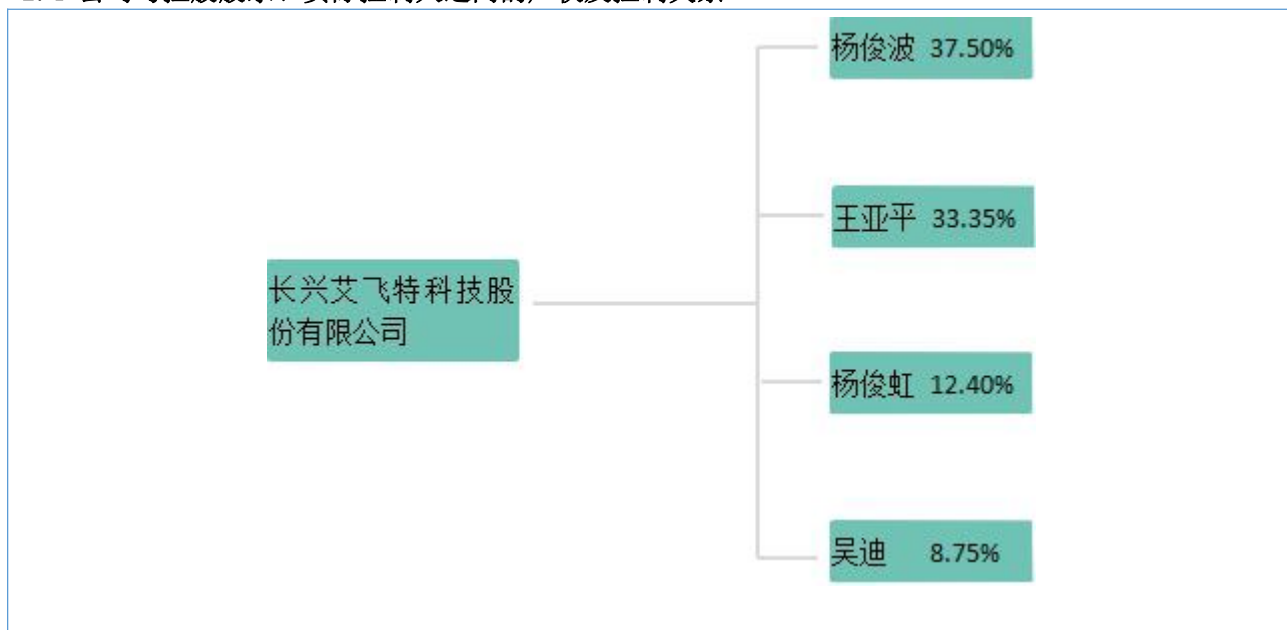 长兴艾飞特科技股
份有限公司
杨俊波 37.50%
王亚平 33.35%
杨俊虹 12.40%
吴迪 8.75%